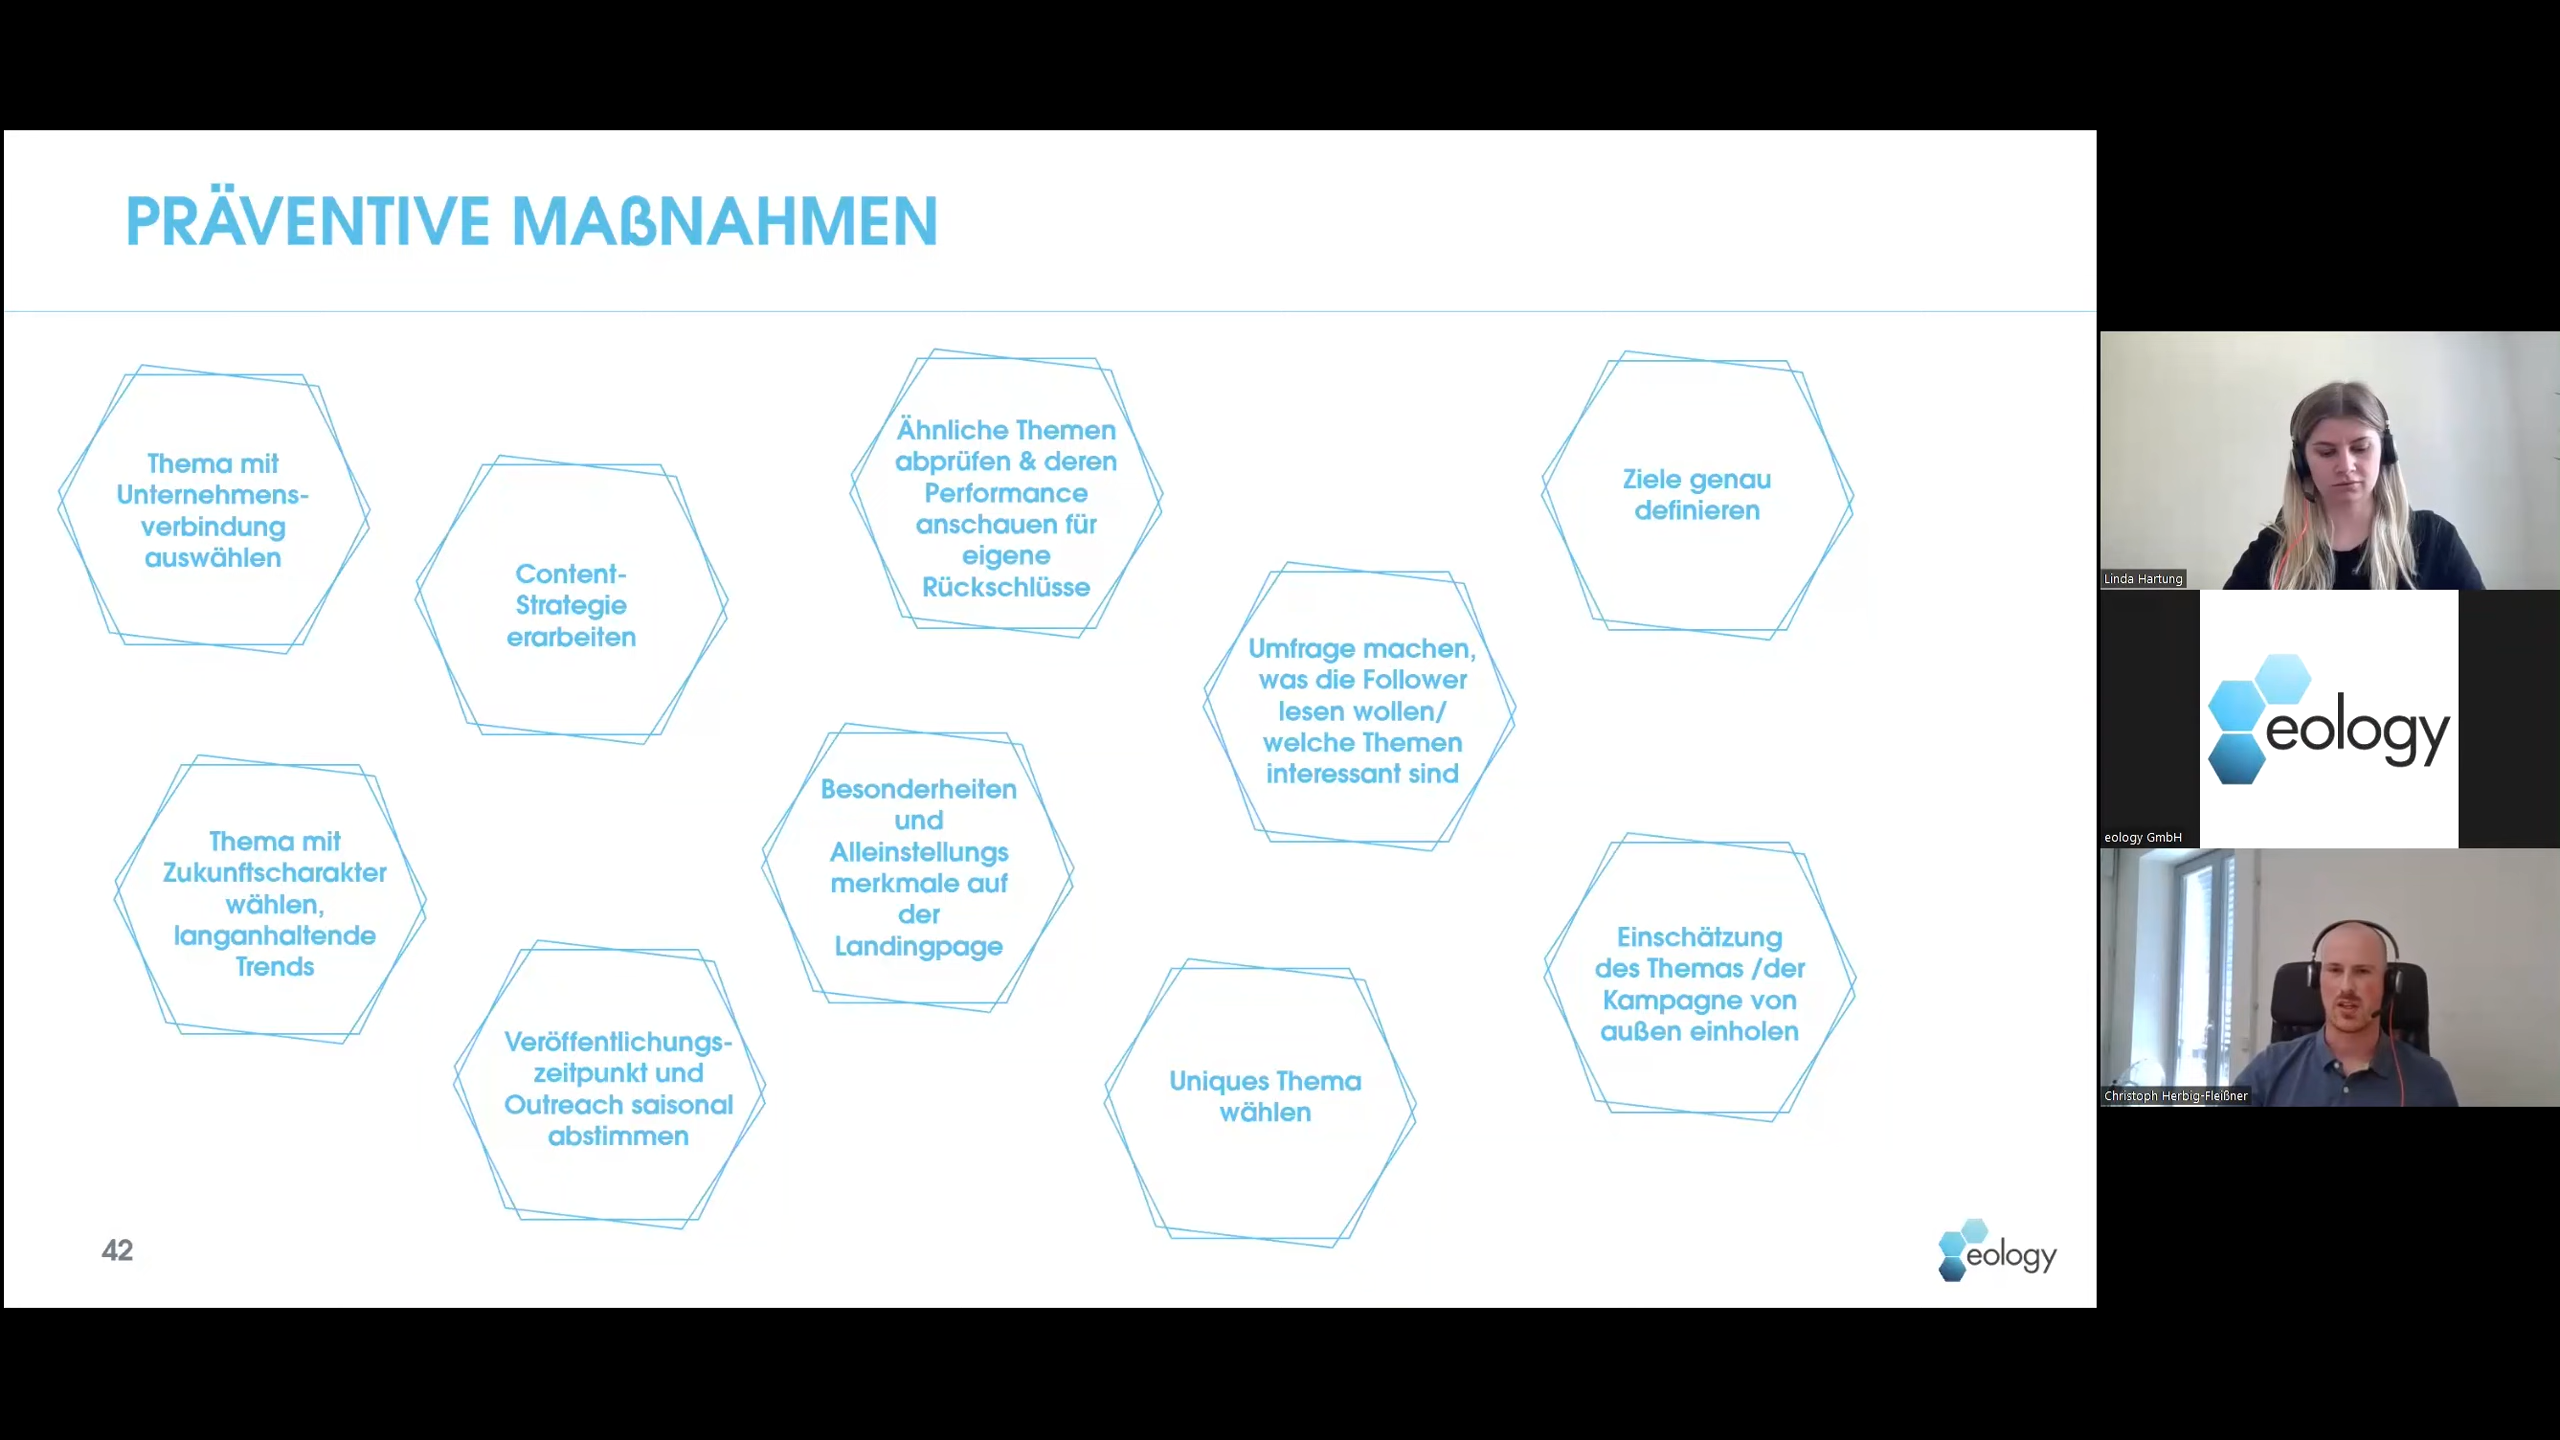 PRÄVENTIVE MAßNAHMEN
Thema mit
Unternehmens-
verbindung
auswählen
Content-
Strategie
erarbeiten
Ähnliche Themen
abprüfen & deren
Performance
anschauen für
eigene
Rückschlüsse
Umfrage machen,
was die Follower
lesen wollen/
welche Themen
interessant sind
Ziele genau
definieren
Thema mit
Zukunftscharakter
wählen,
langanhaltende
Trends
Veröffentlichungs-
zeitpunkt und
Outreach saisonal
abstimmen
Besonderheiten
und
Alleinstellungs
merkmale auf
der
Landingpage
Uniques Thema
wählen
Einschätzung
des Themas /der
Kampagne von
außen einholen
42
eology
Linda Hartung
eology
eology GmbH
Christoph Herbig-Fleißner